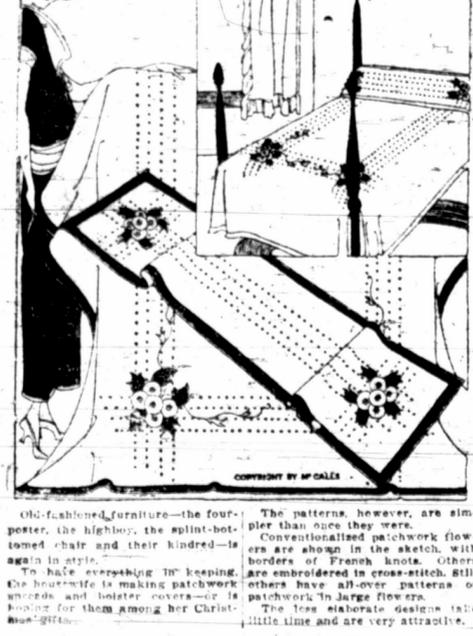 COPYRIGHT BY McCALLS
Old-fashioned furniture—the four-
poster, the highboy, the splint-bot-
tomed chair and their kindred—is
again in style.
To have everything in keeping,
the housewife is making patchwork
spreads and bolster covers—or is
hoping for them among her Christ-
mas gifts.
The patterns, however, are sim-
pler than once they were.
Conventionalized patchwork flow-
ers are shown in the sketch, with
borders of French knots. Others
are embroidered in cross-stitch. Still
others have all-over patterns o
patchwork in large flowers.
The less elaborate designs take
little time and are very attractive.